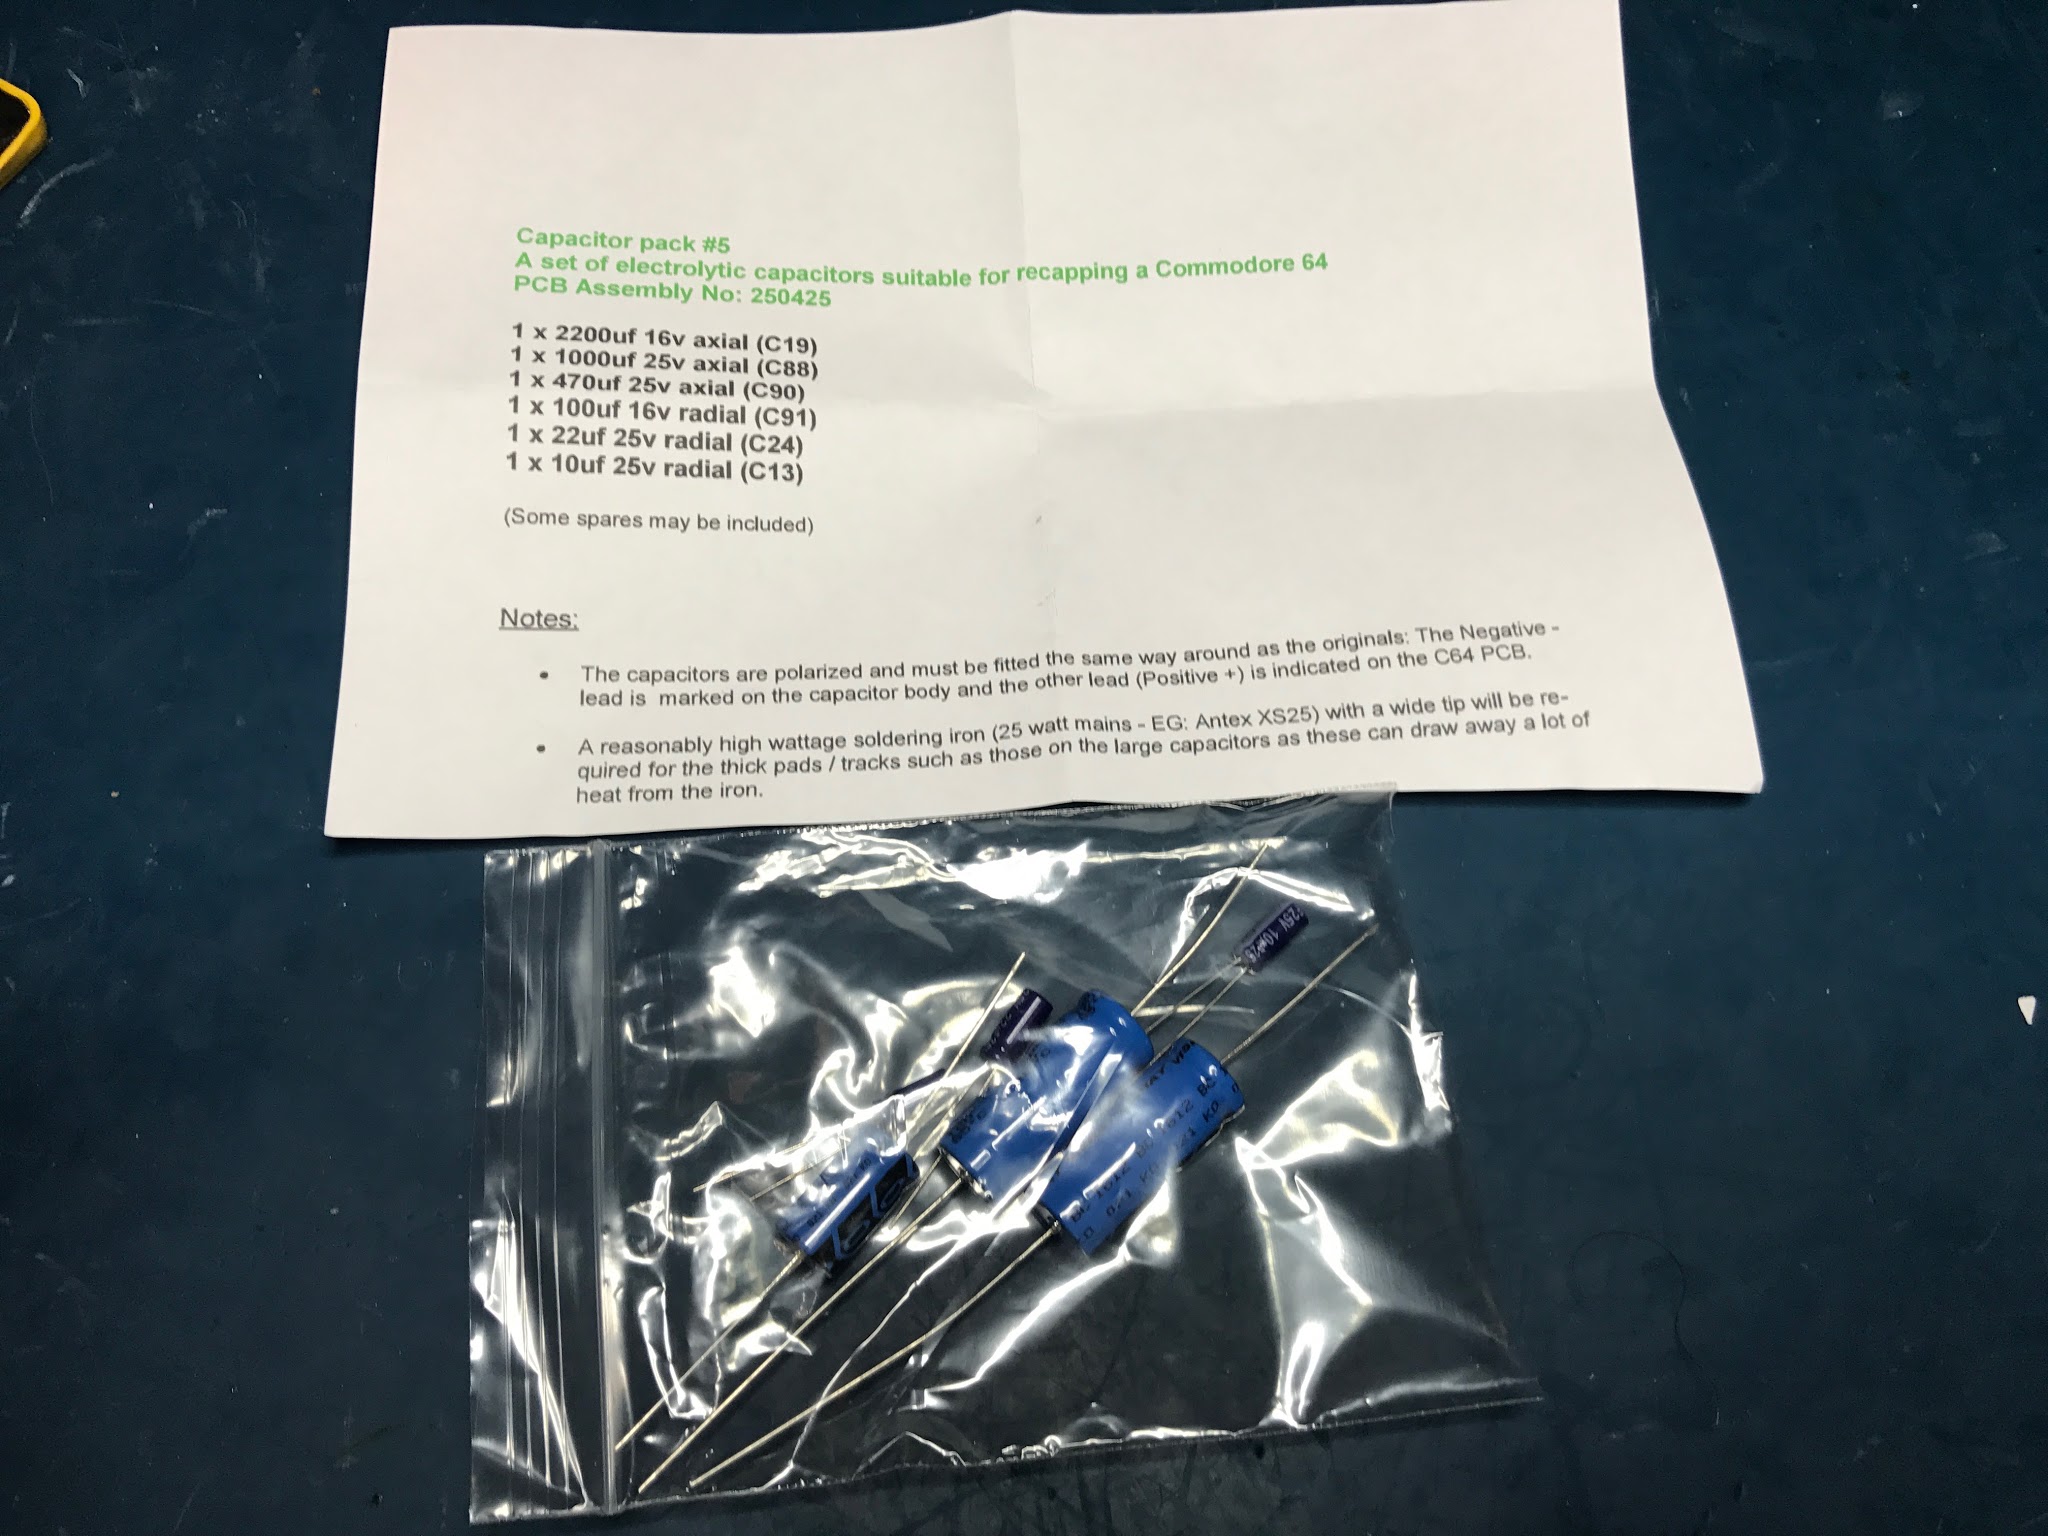 Capacitor pack #5
A set of electrolytic capacitors suitable for recapping a Commodore 64
PCB Assembly No: 250425
1 x 2200uf 16v axial (C19)
1 x 1000uf 25v axial (C88)
1 x 470uf 25v axial (C90)
1 x 100uf 16v radial (C91)
1 x 22uf 25v radial (C24)
1 x 10uf 25v radial (C13)
(Some spares may be included)
Notes:
• The capacitors are polarized and must be fitted the same way around as the originals: The Negative -
lead is marked on the capacitor body and the other lead (Positive +) is indicated on the C64 PCB.
• A reasonably high wattage soldering iron (25 watt mains - EG: Antex XS25) with a wide tip will be re-
quired for the thick pads / tracks such as those on the large capacitors as these can draw away a lot of
heat from the iron.
25V 10